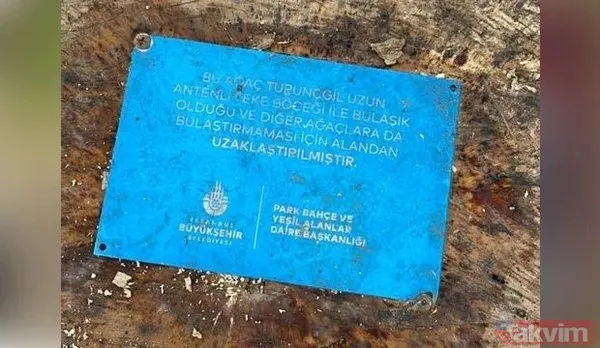 BU AĞAÇ TURUNÇGİL UZUN
ANTENLİ TEKE BÖCEĞİ İLE BULAŞIK
OLDUĞU VE DİĞER AĞAÇLARA DA
BULAŞTIRMAMASI İÇİN ALANDAN
UZAKLAŞTIRILMIŞTIR.
İSTANBUL
BÜYÜKŞEHİR
BELEDİYESİ
PARK BAHÇE VE
YEŞİL ALANLAR
DAİRE BAŞKANLIĞI
takvim